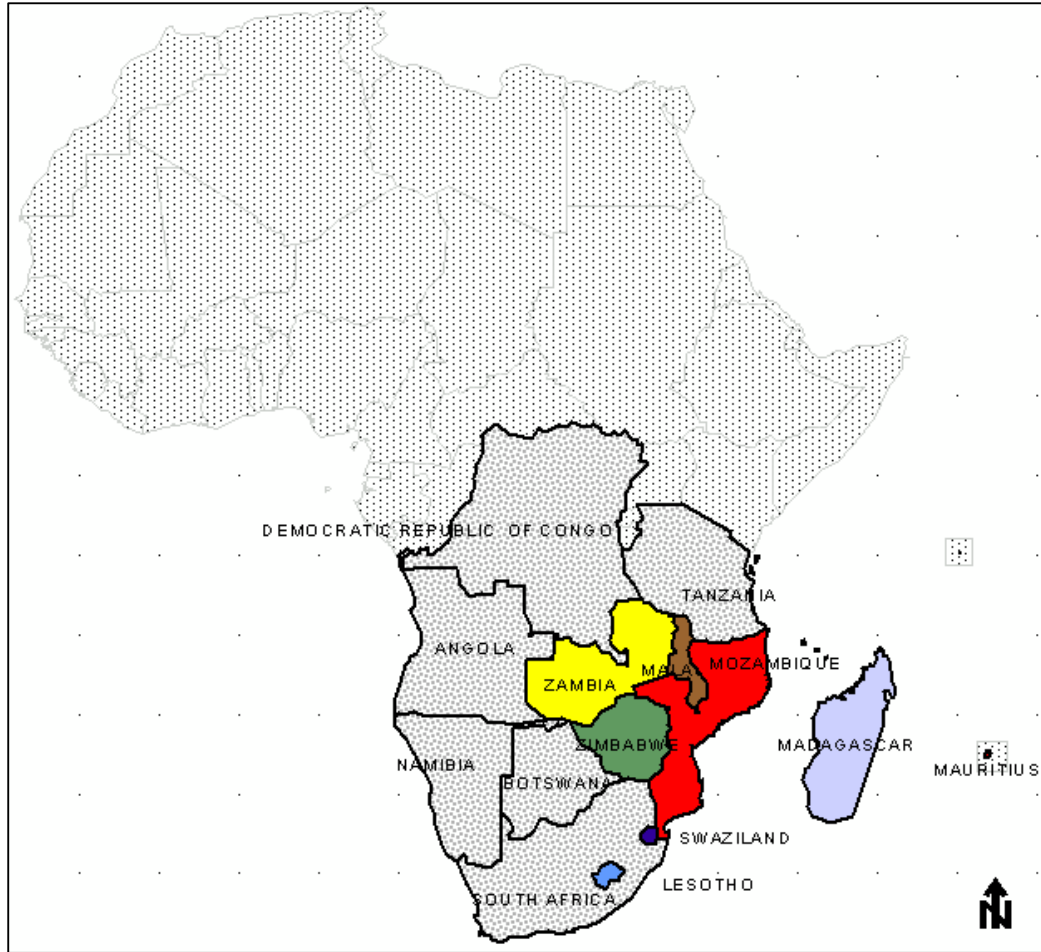 DEMOCRATIC REPUBLIC OF CONGO
TANZANIA
ANGOLA
MALA
MOZAMBIQUE
ZAMBIA
ZIMBABWE
MADAGASCAR
NAMIBIA
MAURITIUS
BOTSWANA
SWAZILAND
LESOTHO
SOUTH AFRICA
N